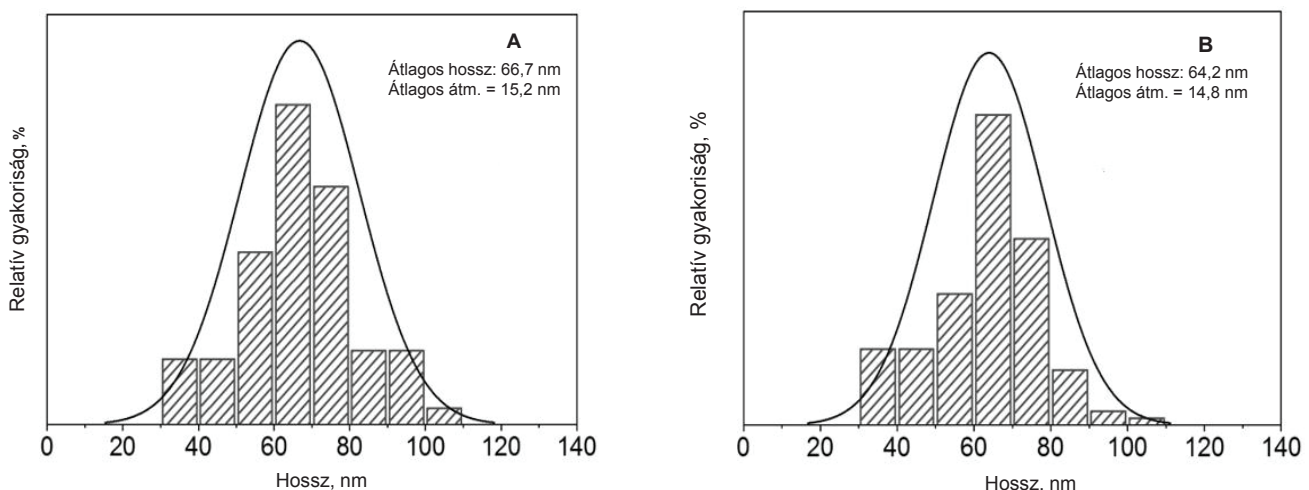 A
Átlagos hossz: 66,7 nm
Átlagos átm. = 15,2 nm
Relatív gyakoriság, %
0 20 40 60 80 100 120 140
Hossz, nm
B
Átlagos hossz: 64,2 nm
Átlagos átm. = 14,8 nm
Relatív gyakoriság, %
0 20 40 60 80 100 120 140
Hossz, nm